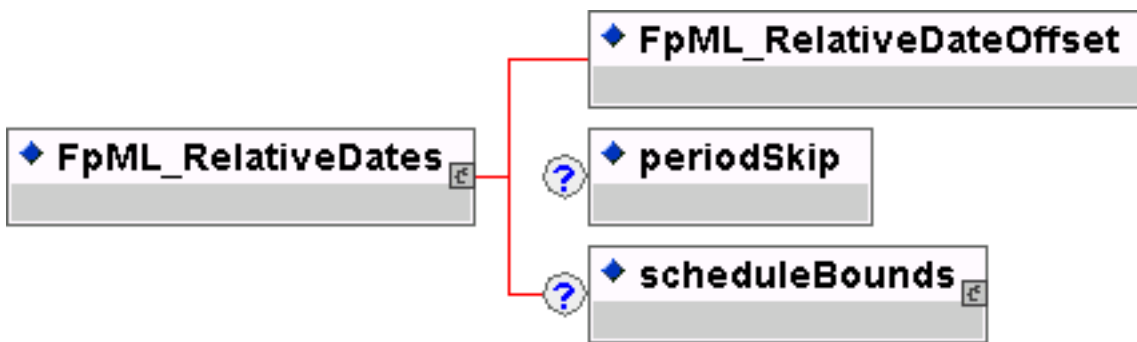 FpML_RelativeDateOffset
FpML_RelativeDates
?
periodSkip
?
scheduleBounds